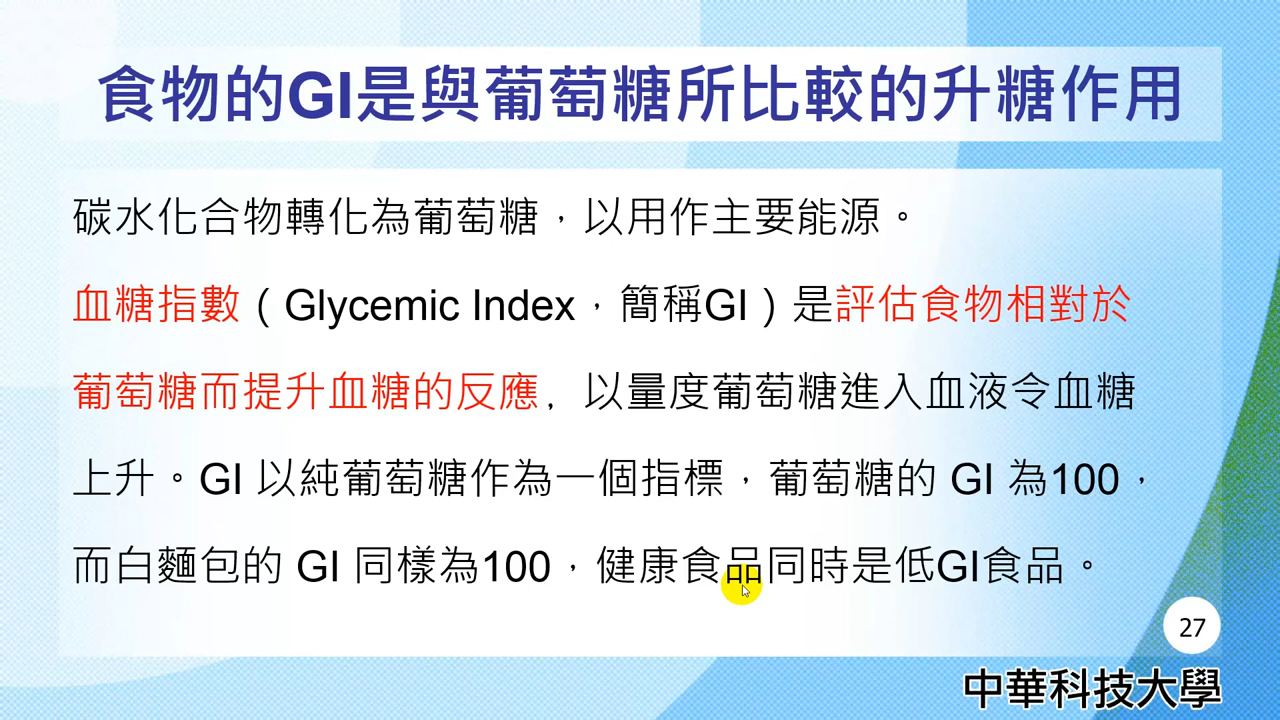 食物的GI是與葡萄糖所比較的升糖作用
碳水化合物轉化為葡萄糖，以用作主要能源。
血糖指數（Glycemic Index，簡稱GI）是評估食物相對於
葡萄糖而提升血糖的反應，以量度葡萄糖進入血液令血糖
上升。GI 以純葡萄糖作為一個指標，葡萄糖的 GI 為100，
而白麵包的 GI 同樣為100，健康食品同時是低GI食品。
27
中華科技大學